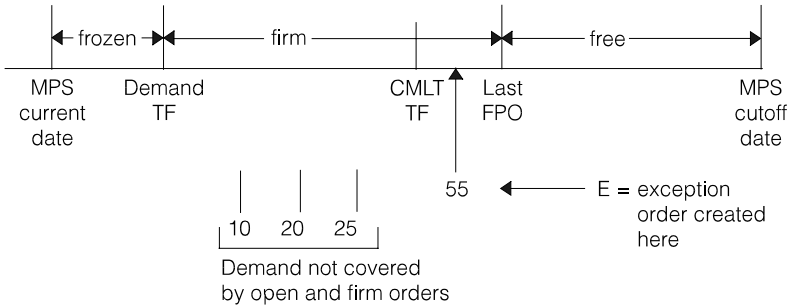 frozen firm free
MPS current date
Demand TF
CMLT TF
Last FPO
MPS cutoff date
55 E = exception
order created
here
10 20 25
Demand not covered
by open and firm orders